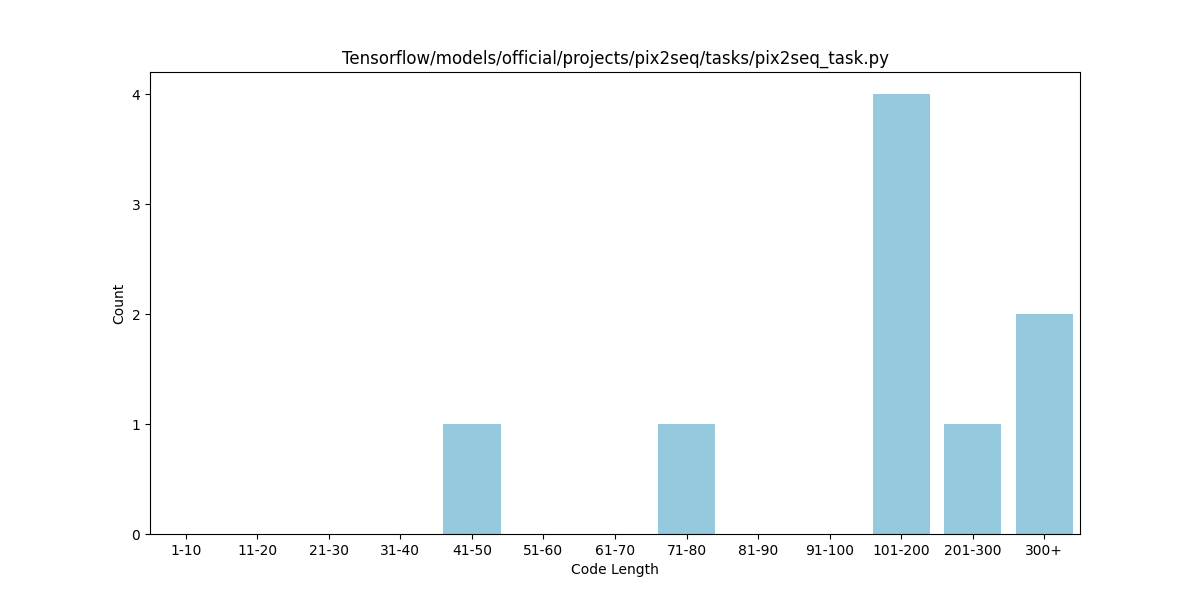 Tensorflow/models/official/projects/pix2seq/tasks/pix2seq_task.py
Count
4
3
2
1
0
1-10 11-20 21-30 31-40 41-50 51-60 61-70 71-80 81-90 91-100 101-200 201-300 300+
Code Length